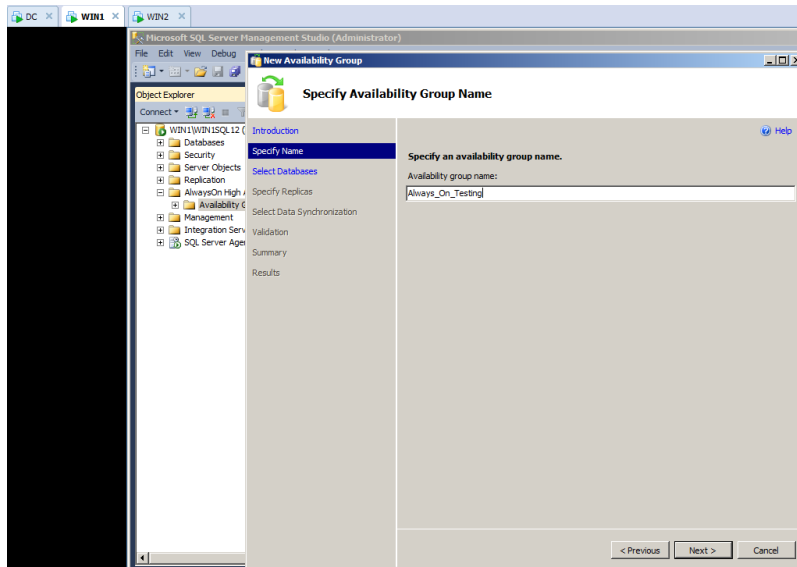 DC × WIN1 × WIN2 ×
Microsoft SQL Server Management Studio (Administrator)
File Edit View Debug
New Availability Group
Specify Availability Group Name
Object Explorer
Connect
WIN1\WIN1SQL12 (
Databases
Security
Server Objects
Replication
AlwaysOn High
Availability G
Management
Integration Serv
SQL Server Agen
Introduction
Specify Name
Select Databases
Specify Replicas
Select Data Synchronization
Validation
Summary
Results
Help
Specify an availability group name.
Availability group name:
Always_On_Testing
< Previous Next > Cancel